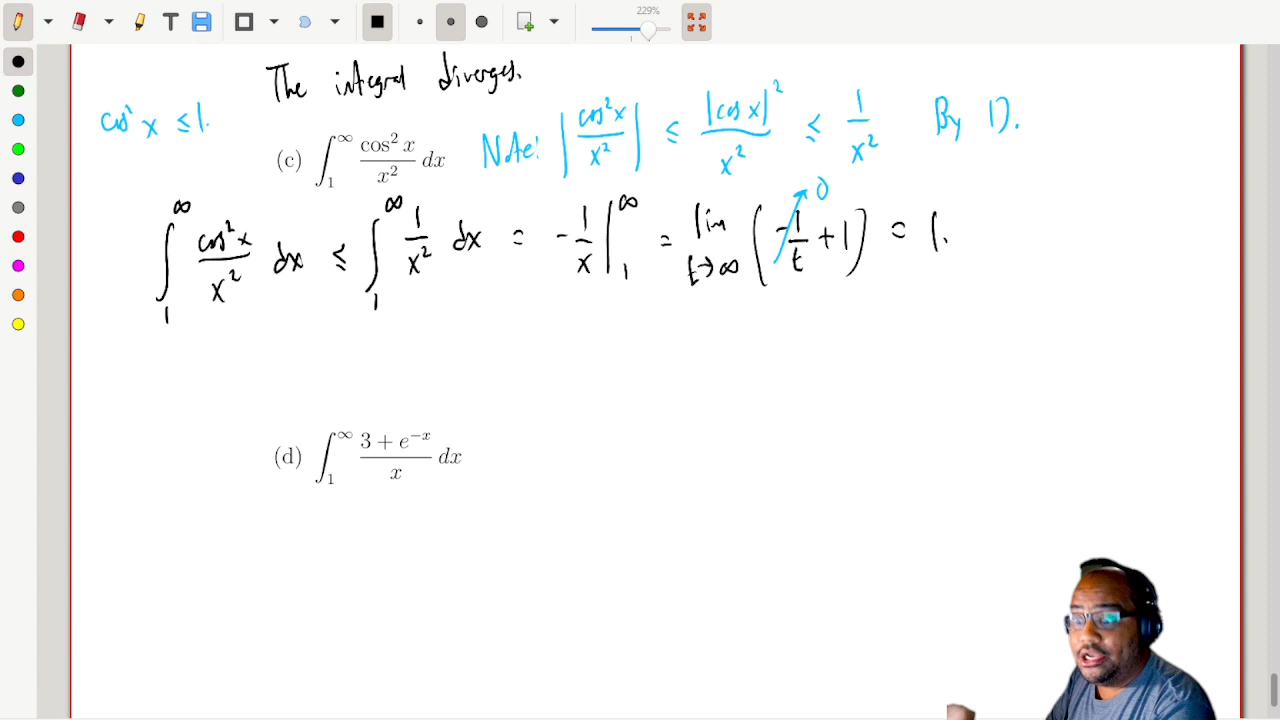 229%
The integral diverges.
cos² x ≤ 1.
(c) ∫₁^∞ cos² x / x² dx
Note: |cos²x / x²| ≤ |cos x|² / x² ≤ 1 / x² By 1).
∫₁^∞ cos²x / x² dx ≤ ∫₁^∞ 1 / x² dx = -1/x |₁^∞ = lim t→∞ (-1/t + 1) = 1.
0
(d) ∫₁^∞ 3 + e⁻ˣ / x dx